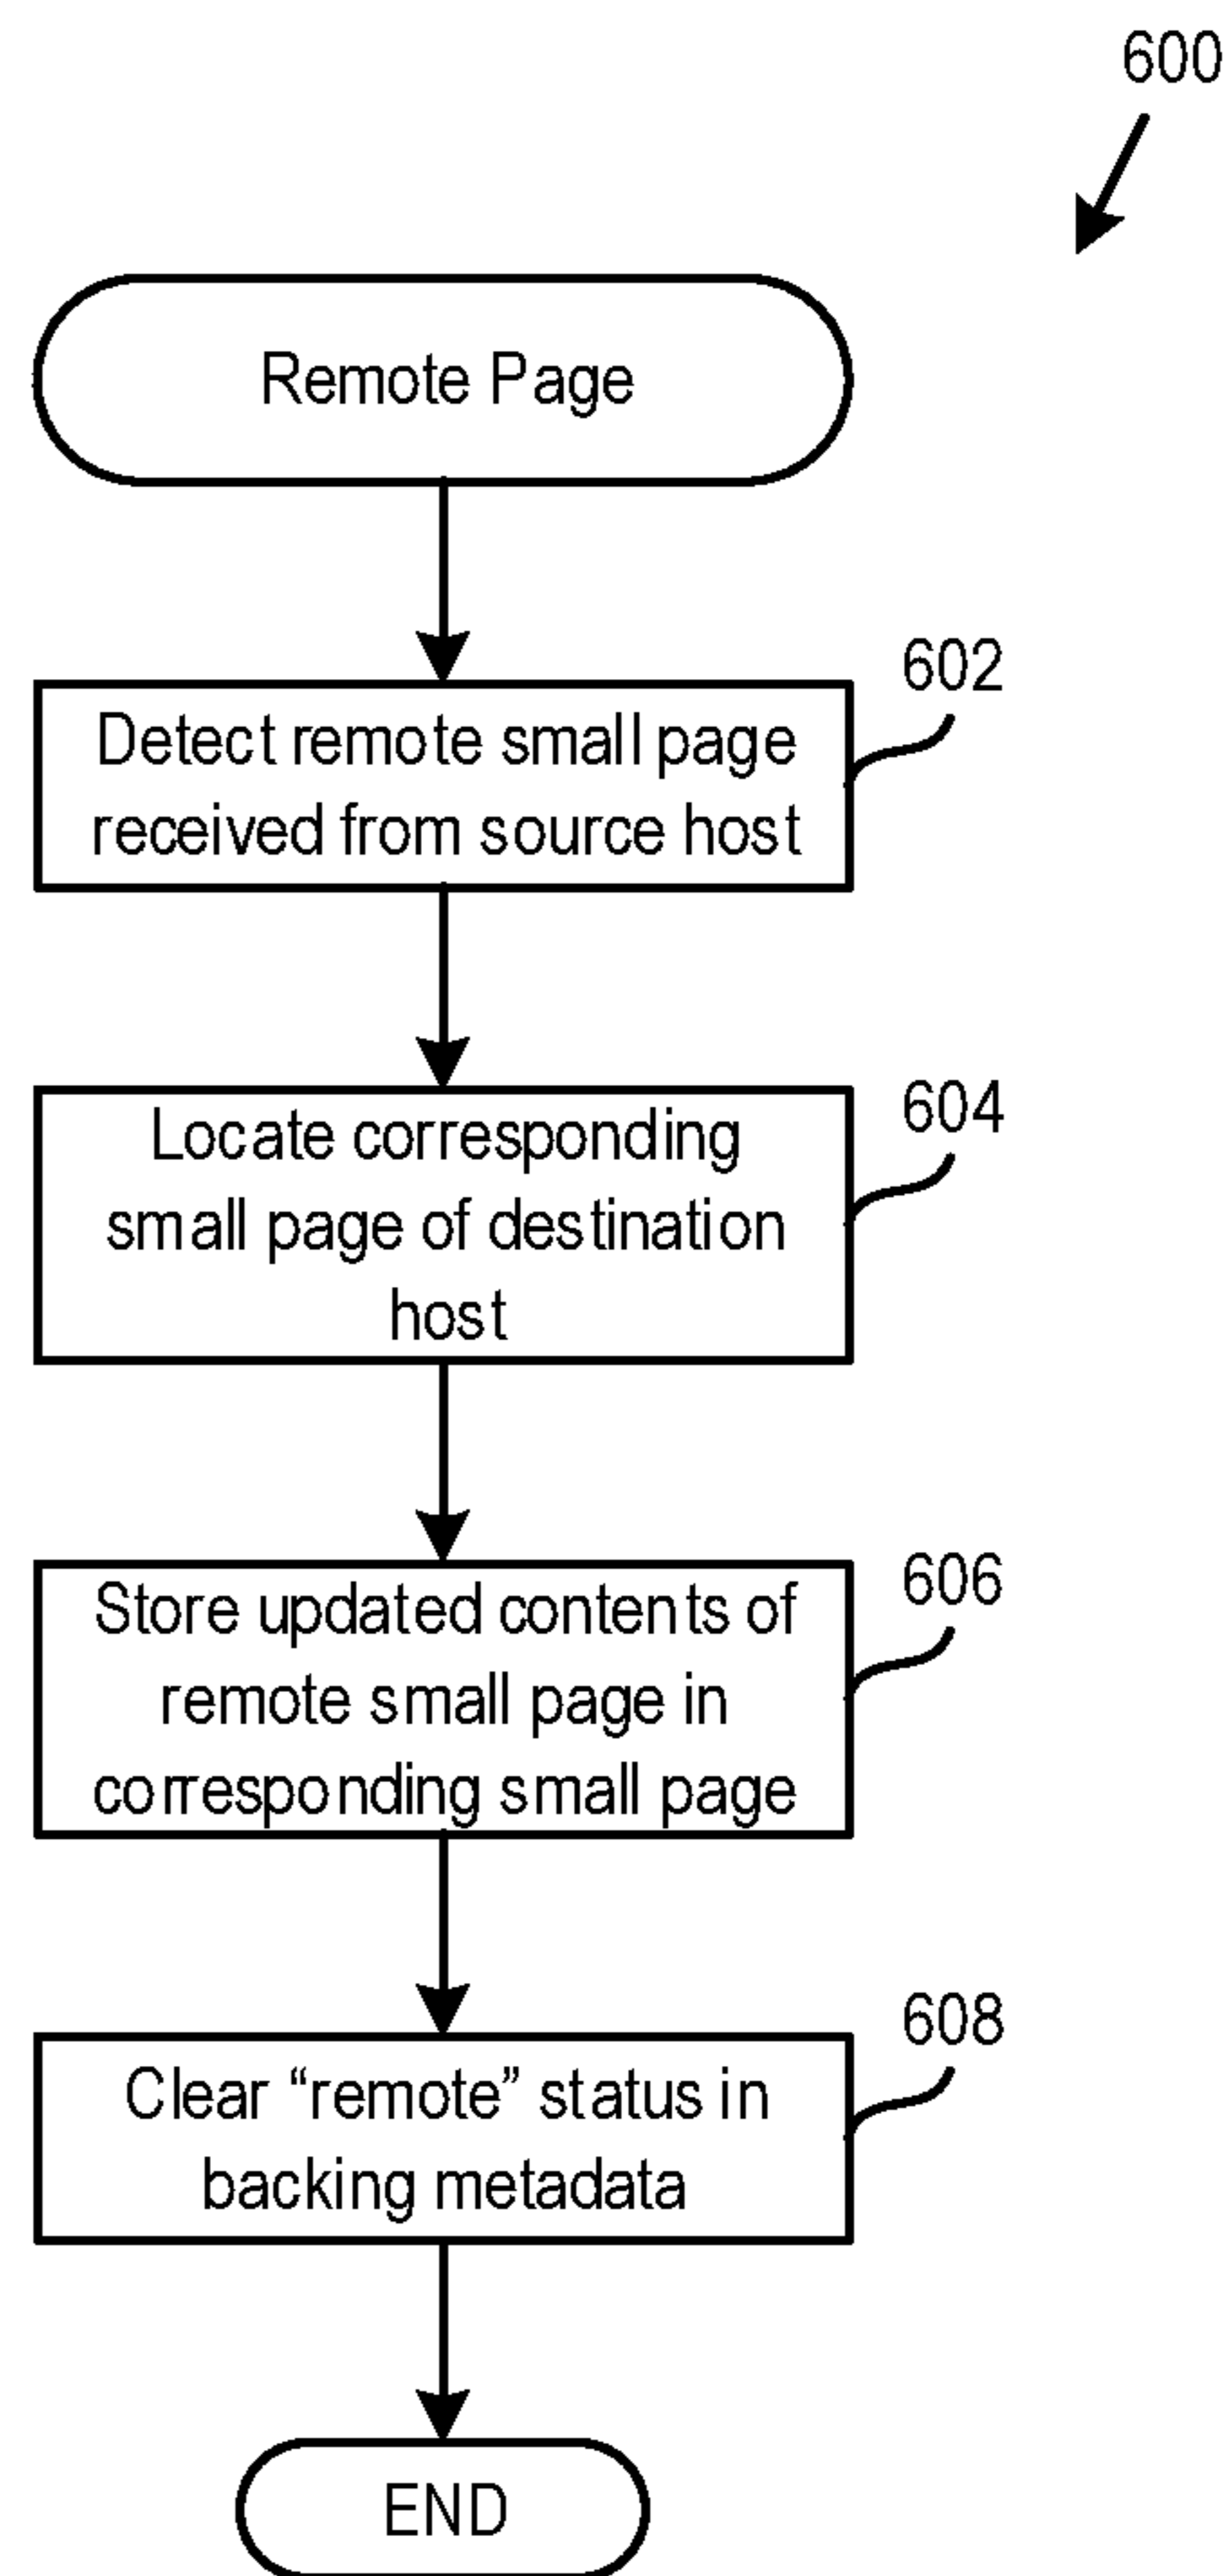 600
Remote Page
602
Detect remote small page
received from source host
604
Locate corresponding
small page of destination
host
606
Store updated contents of
remote small page in
corresponding small page
608
Clear “remote” status in
backing metadata
END